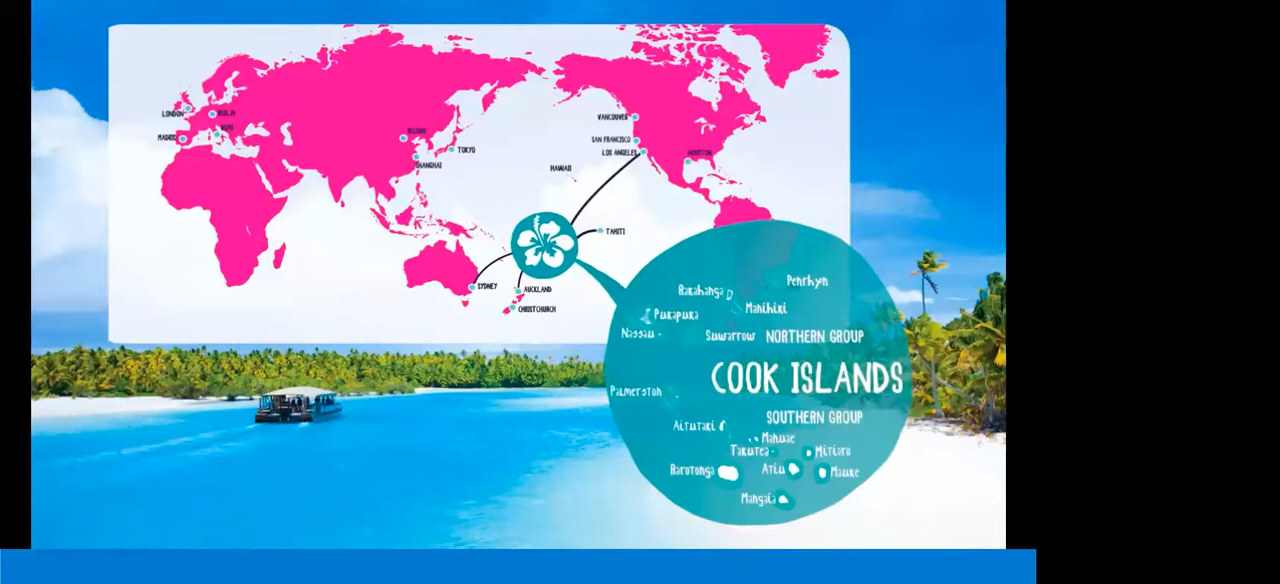 LONDON
BERLIN
ROME
MADRID
BEIJING
TOKYO
SHANGHAI
VANCOUVER
SAN FRANCISCO
LOS ANGELES
HOUSTON
HAWAII
TAHITI
SYDNEY
AUCKLAND
CHRISTCHURCH
Penrhyn
Rakahanga
Manihiki
Pukapuka
Nassau
Suwarrow
NORTHERN GROUP
COOK ISLANDS
Palmerston
SOUTHERN GROUP
Aitutaki
Manuae
Takutea
Mitiaro
Rarotonga
Atiu
Mauke
Mangaia